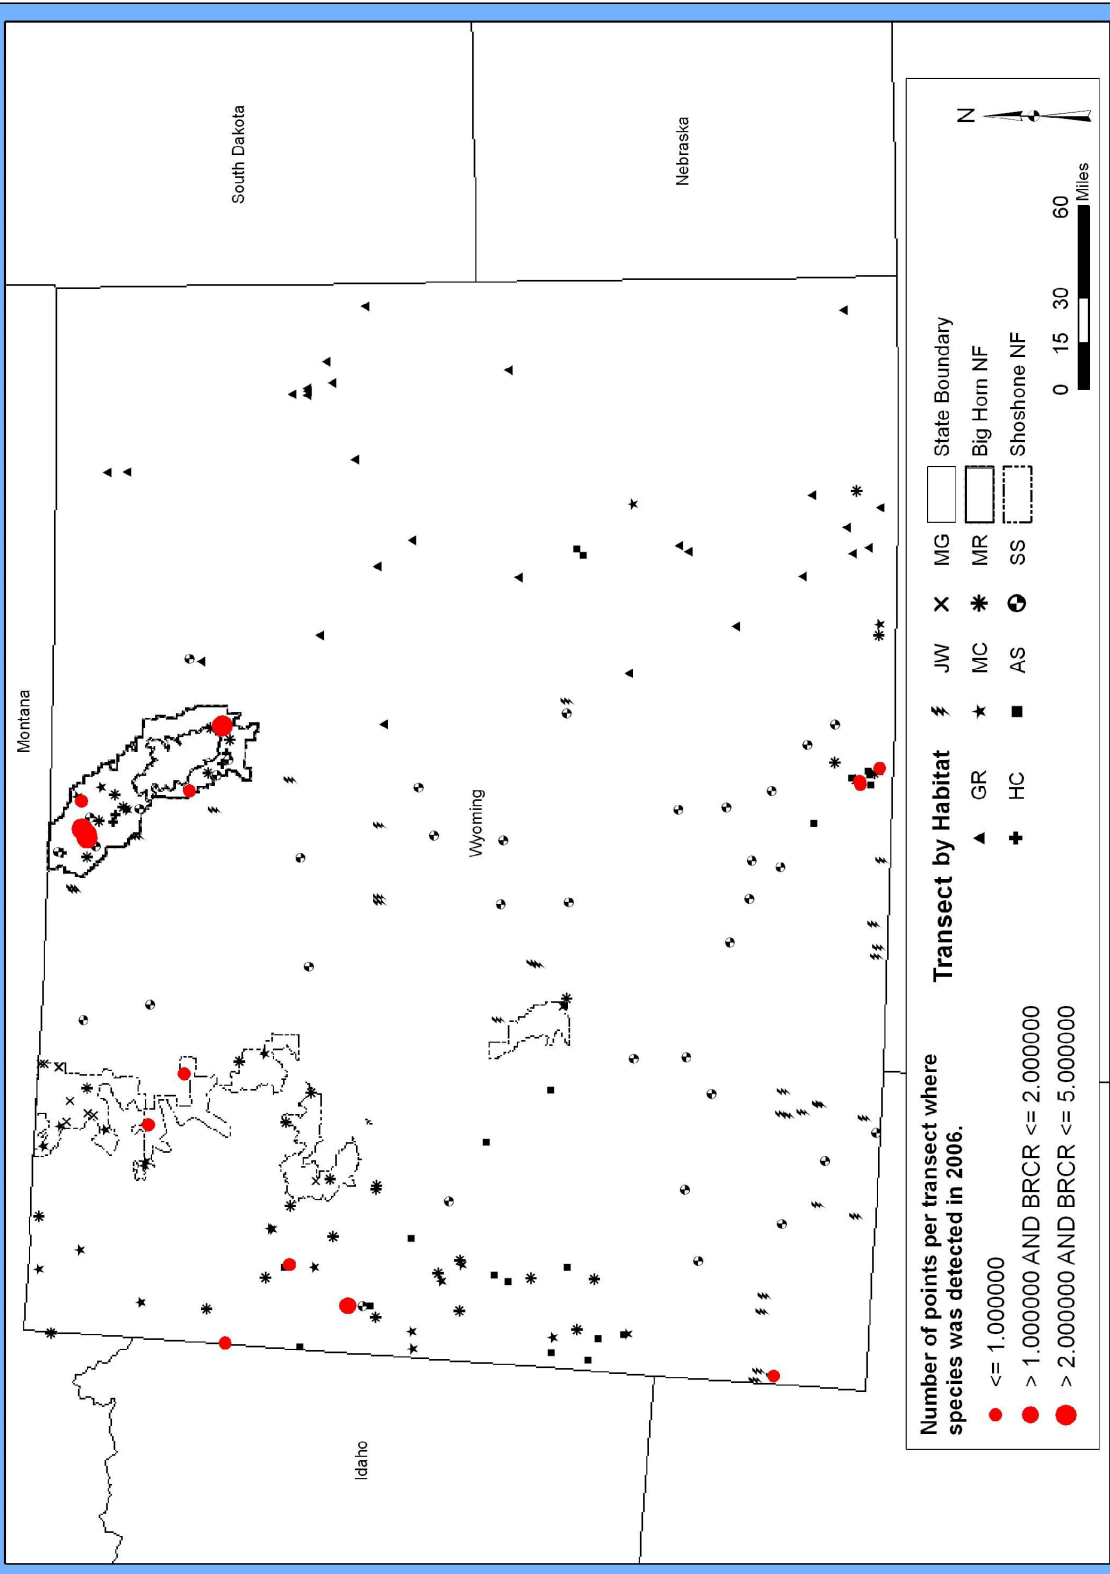 Montana
South Dakota
Idaho
Wyoming
Nebraska
Number of points per transect where
species was detected in 2006.
<= 1.000000
> 1.000000 AND BRCR <= 2.000000
> 2.000000 AND BRCR <= 5.000000
Transect by Habitat
GR
JW
MG
State Boundary
MC
MR
Big Horn NF
HC
AS
SS
Shoshone NF
N
0 15 30 60
Miles